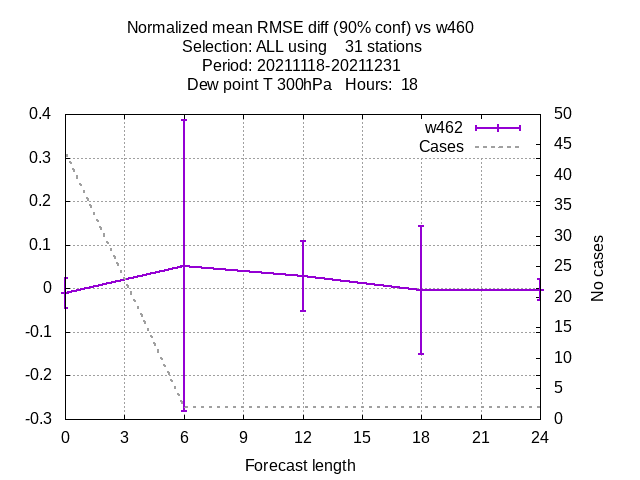 Normalized mean RMSE diff (90% conf) vs w460
Selection: ALL using    31 stations
Period: 20211118-20211231
Dew point T 300hPa   Hours:  18
0.4
0.3
0.2
0.1
0
-0.1
-0.2
-0.3
50
45
40
35
30
25
20
15
10
5
0
w462
Cases
No cases
0 3 6 9 12 15 18 21 24
Forecast length